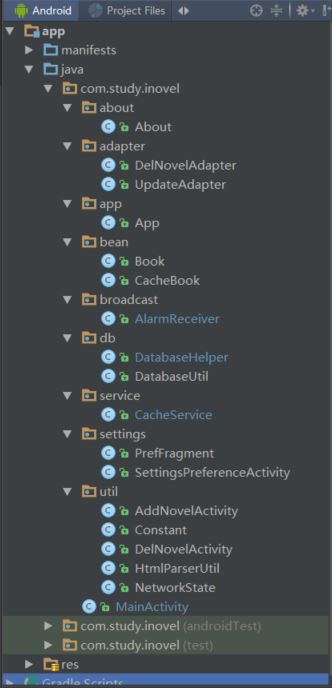 Android Project Files
app
manifests
java
com.study.inovel
about
About
adapter
DelNovelAdapter
UpdateAdapter
app
App
bean
Book
CacheBook
broadcast
AlarmReceiver
db
DatabaseHelper
DatabaseUtil
service
CacheService
settings
PrefFragment
SettingsPreferenceActivity
util
AddNovelActivity
Constant
DelNovelActivity
HtmlParserUtil
NetworkState
MainActivity
com.study.inovel (androidTest)
com.study.inovel (test)
res
Gradle Scripts